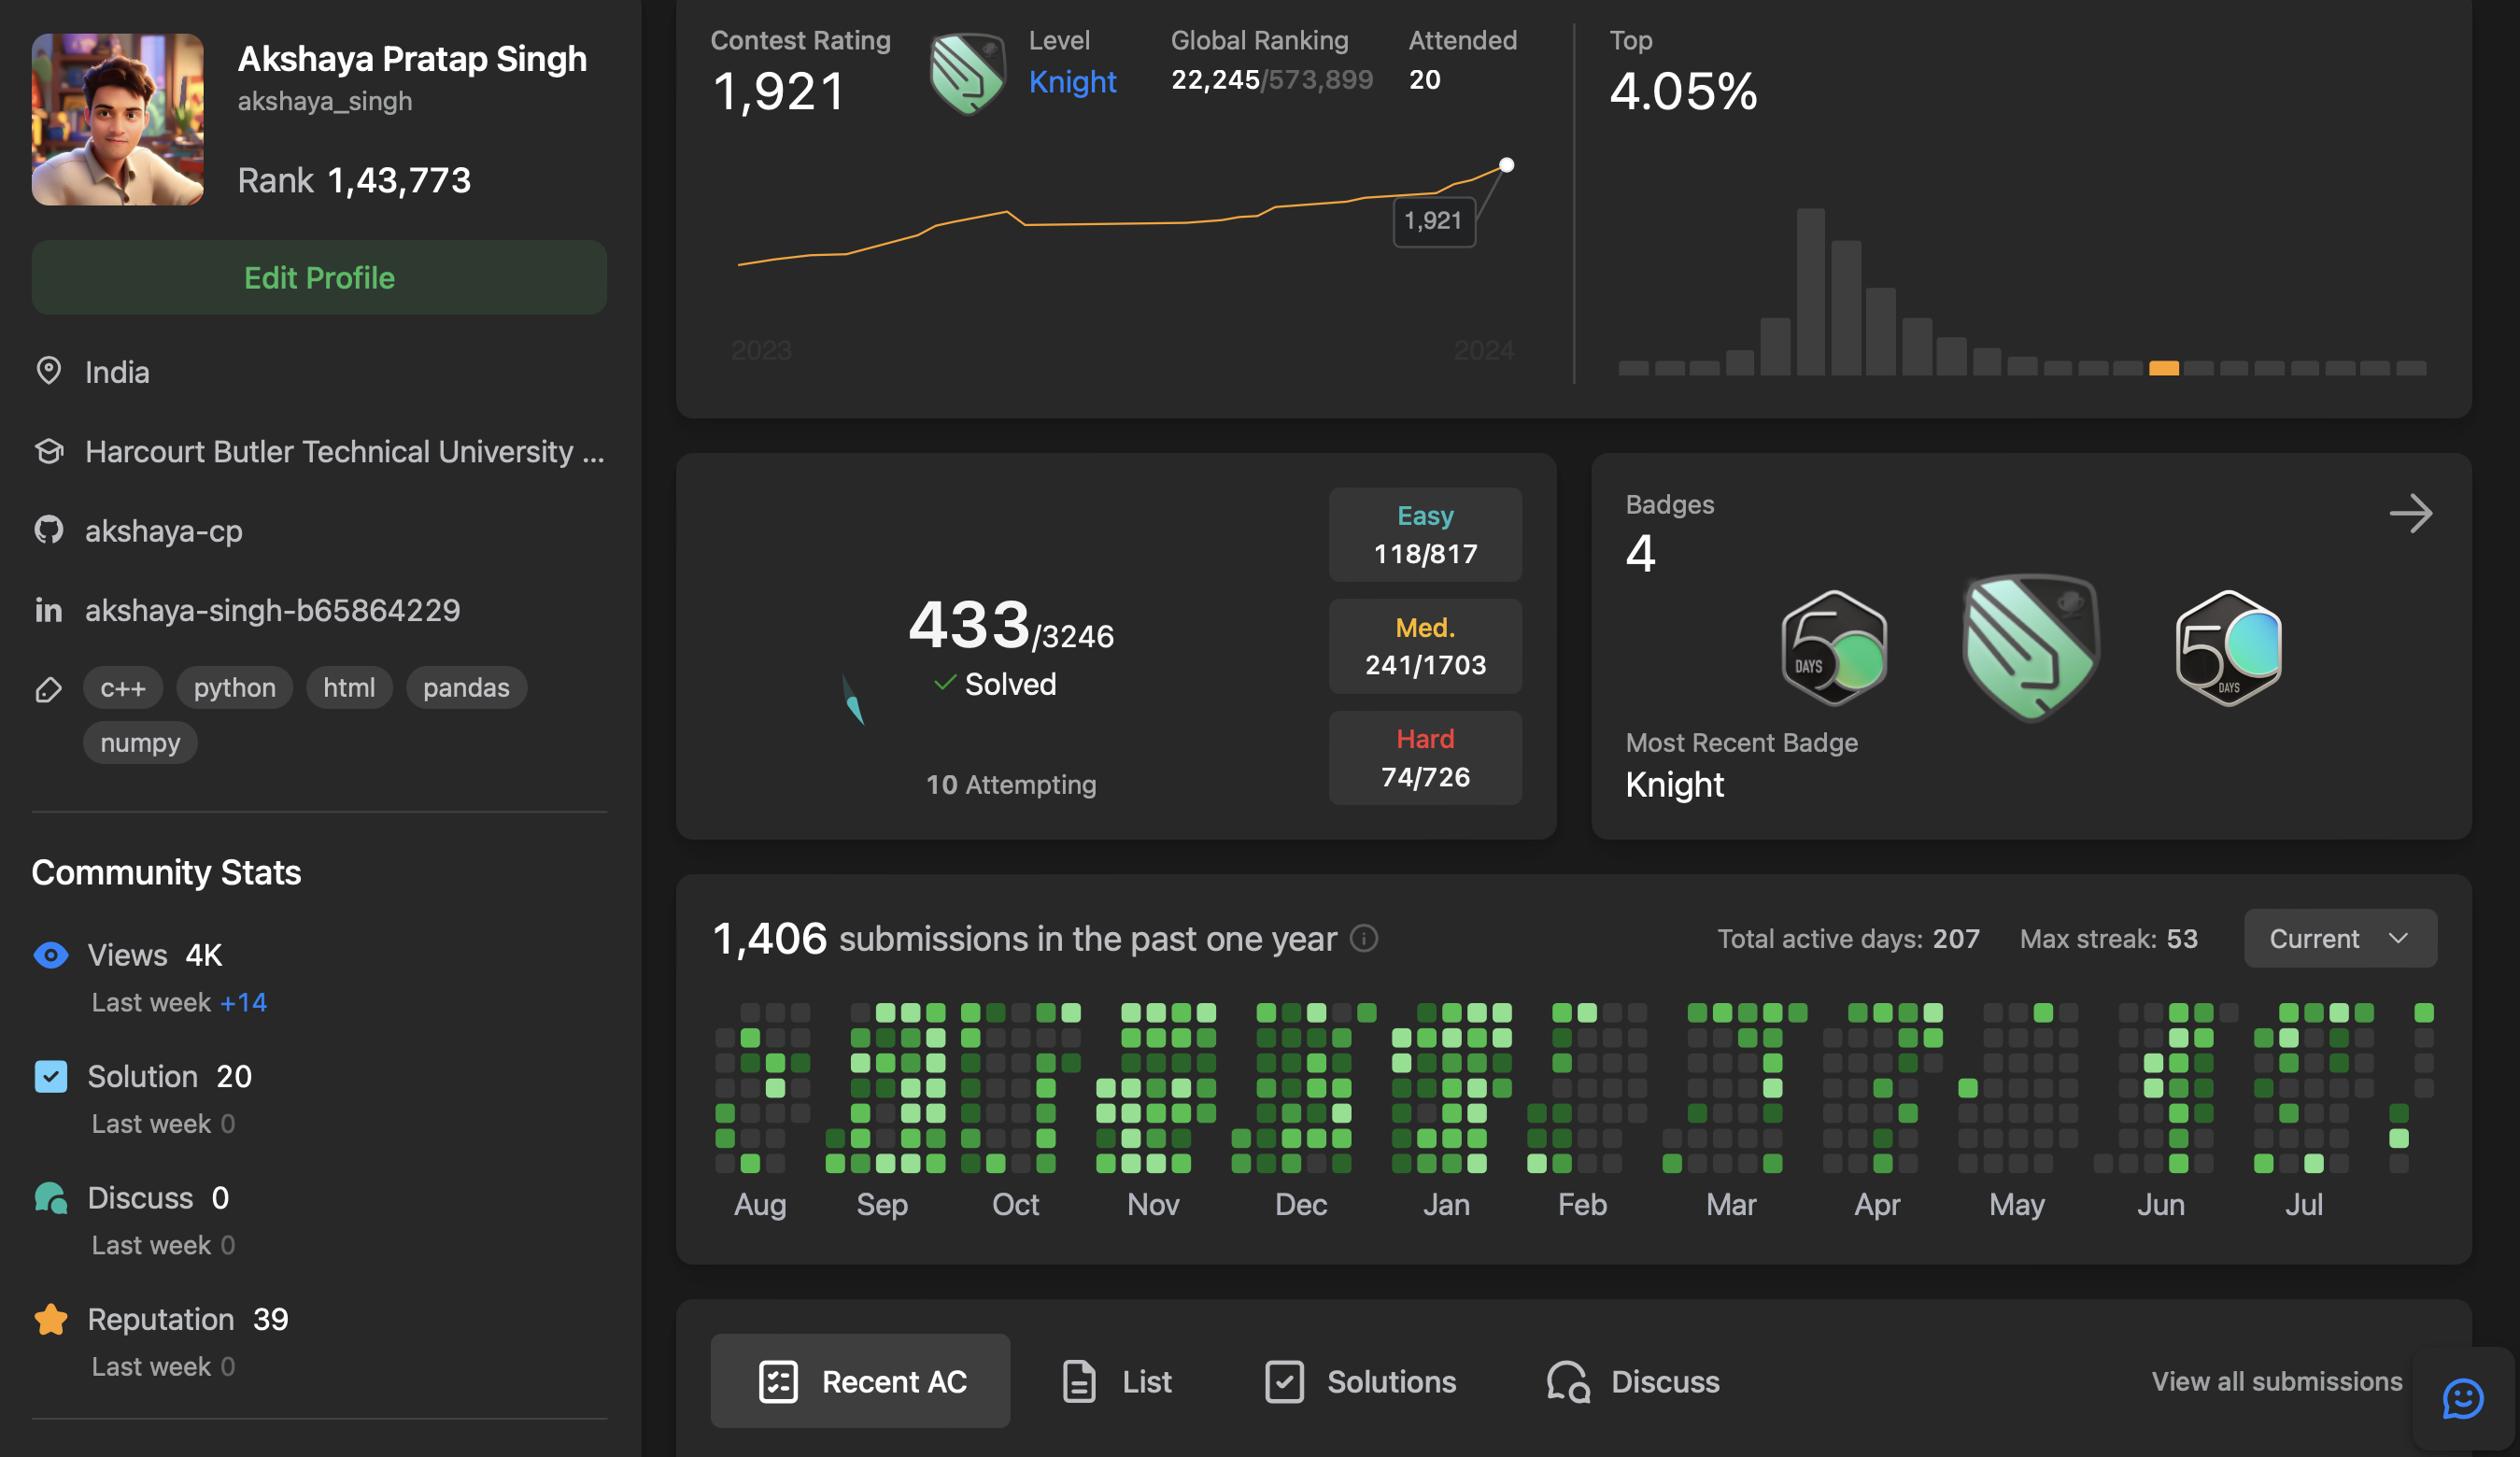 Akshaya Pratap Singh
akshaya_singh
Rank 1,43,773
Edit Profile
India
Harcourt Butler Technical University ...
akshaya-cp
akshaya-singh-b65864229
c++ python html pandas
numpy
Community Stats
Views 4K
Last week +14
Solution 20
Last week 0
Discuss 0
Last week 0
Reputation 39
Last week 0
Contest Rating
1,921
Level
Knight
Global Ranking
22,245/573,899
Attended
20
1,921
2023 2024
Top
4.05%
433/3246
Solved
10 Attempting
Easy
118/817
Med.
241/1703
Hard
74/726
Badges
4
50 DAYS
50 DAYS
Most Recent Badge
Knight
1,406 submissions in the past one year
Total active days: 207 Max streak: 53 Current
Aug Sep Oct Nov Dec Jan Feb Mar Apr May Jun Jul
Recent AC List Solutions Discuss View all submissions